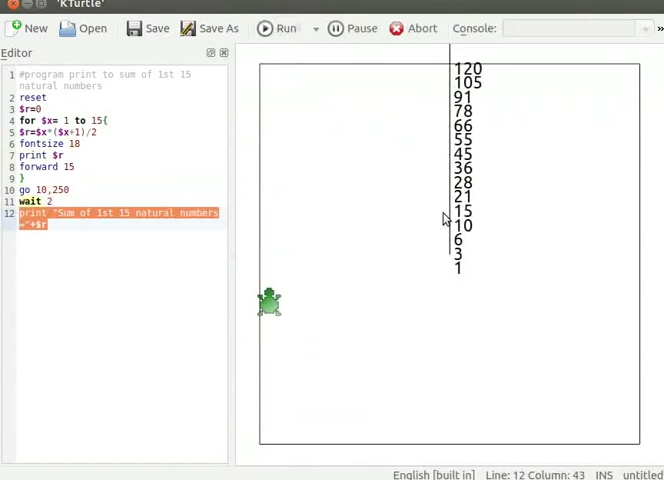 'KTurtle'
New Open Save Save As Run Pause Abort Console: »
Editor
1 #program print to sum of 1st 15
natural numbers
2 reset
3 $r=0
4 for $x= 1 to 15{
5 $r=$x*($x+1)/2
6 fontsize 18
7 print $r
8 forward 15
9 }
10 go 10,250
11 wait 2
12 print "Sum of 1st 15 natural numbers
="+$r
120
105
91
78
66
55
45
36
28
21
15
10
6
3
1
English [built in] Line: 12 Column: 43 INS untitled